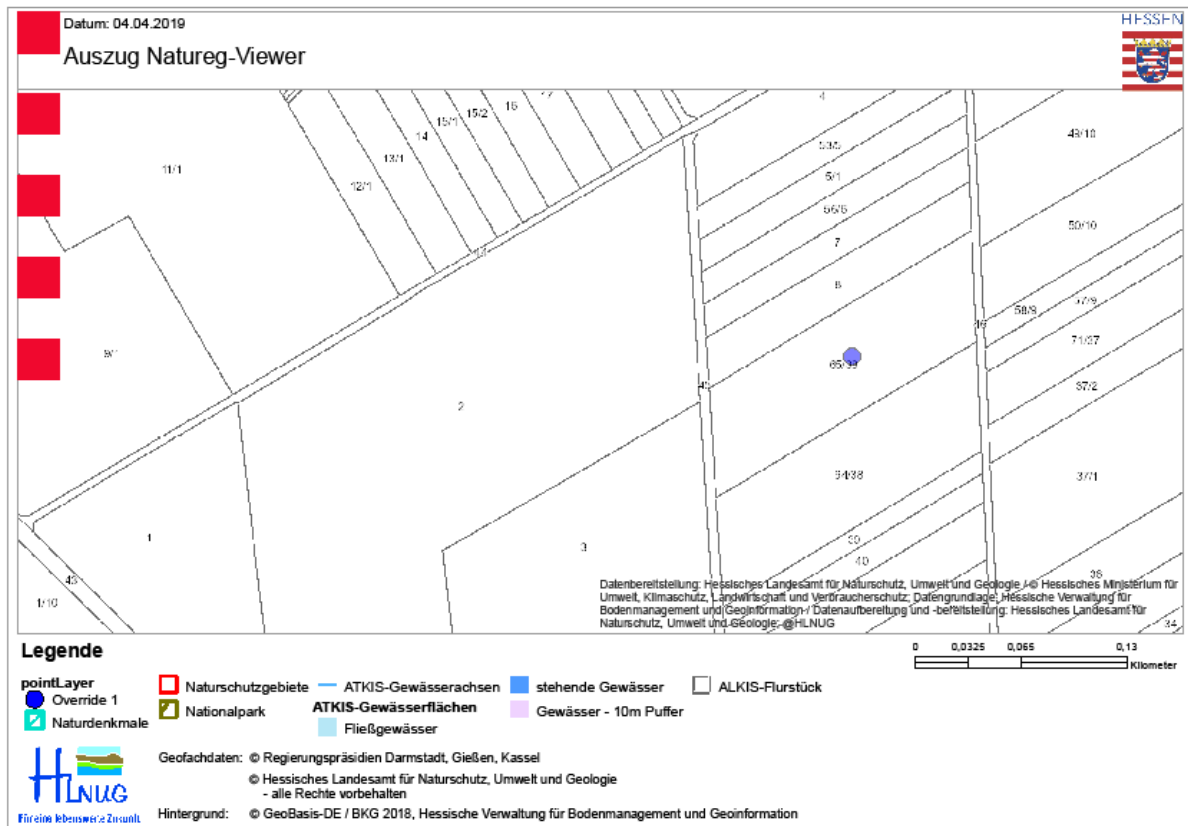 Datum: 04.04.2019
Auszug Natureg-Viewer
HESSEN
4
49/10
53/5
5/1
56/6
7
8
50/10
58/9
57/9
71/37
37/2
37/1
36
34
11/1
12/1
13/1
14
15/1
15/2
16
17
9/1
2
1
3
43
1/10
54/38
39
40
Datenbereitstellung: Hessisches Landesamt für Naturschutz, Umwelt und Geologie / © Hessisches Ministerium für
Umwelt, Klimaschutz, Landwirtschaft und Verbraucherschutz; Datengrundlage: Hessische Verwaltung für
Bodenmanagement und Geoinformation / Datenaufbereitung und -bereitstellung: Hessisches Landesamt für
Naturschutz, Umwelt und Geologie; @HLNUG
Legende
0 0,0325 0,065 0,13
Kilometer
pointLayer
Override 1
Naturdenkmale
Naturschutzgebiete
Nationalpark
ATKIS-Gewässerachsen
ATKIS-Gewässerflächen
Fließgewässer
stehende Gewässer
Gewässer - 10m Puffer
ALKIS-Flurstück
HLNUG
Für eine lebenswerte Zukunft
Geofachdaten: © Regierungspräsidien Darmstadt, Gießen, Kassel
© Hessisches Landesamt für Naturschutz, Umwelt und Geologie
- alle Rechte vorbehalten
Hintergrund: © GeoBasis-DE / BKG 2018, Hessische Verwaltung für Bodenmanagement und Geoinformation